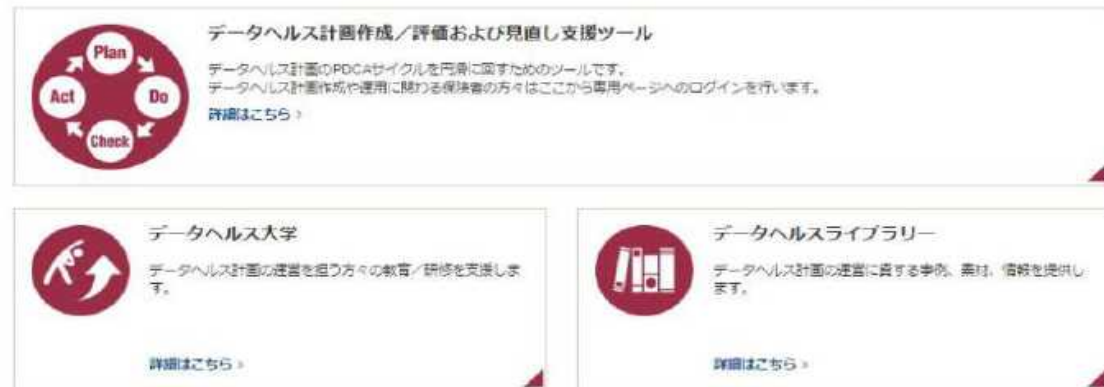 データヘルス計画作成／評価および見直し支援ツール
Plan
Do
Check
Act
データヘルス計画のPDCAサイクルを円滑に回すためのツールです。
データヘルス計画作成や運用に関わる保険者の方々はここから専用ページへのログインを行います。
詳細はこちら >
データヘルス大学
データヘルス計画の運営を担う方々の教育／研修を支援しま
す。
詳細はこちら >
データヘルスライブラリー
データヘルス計画の運営に資する事例、素材、情報を提供し
ます。
詳細はこちら >